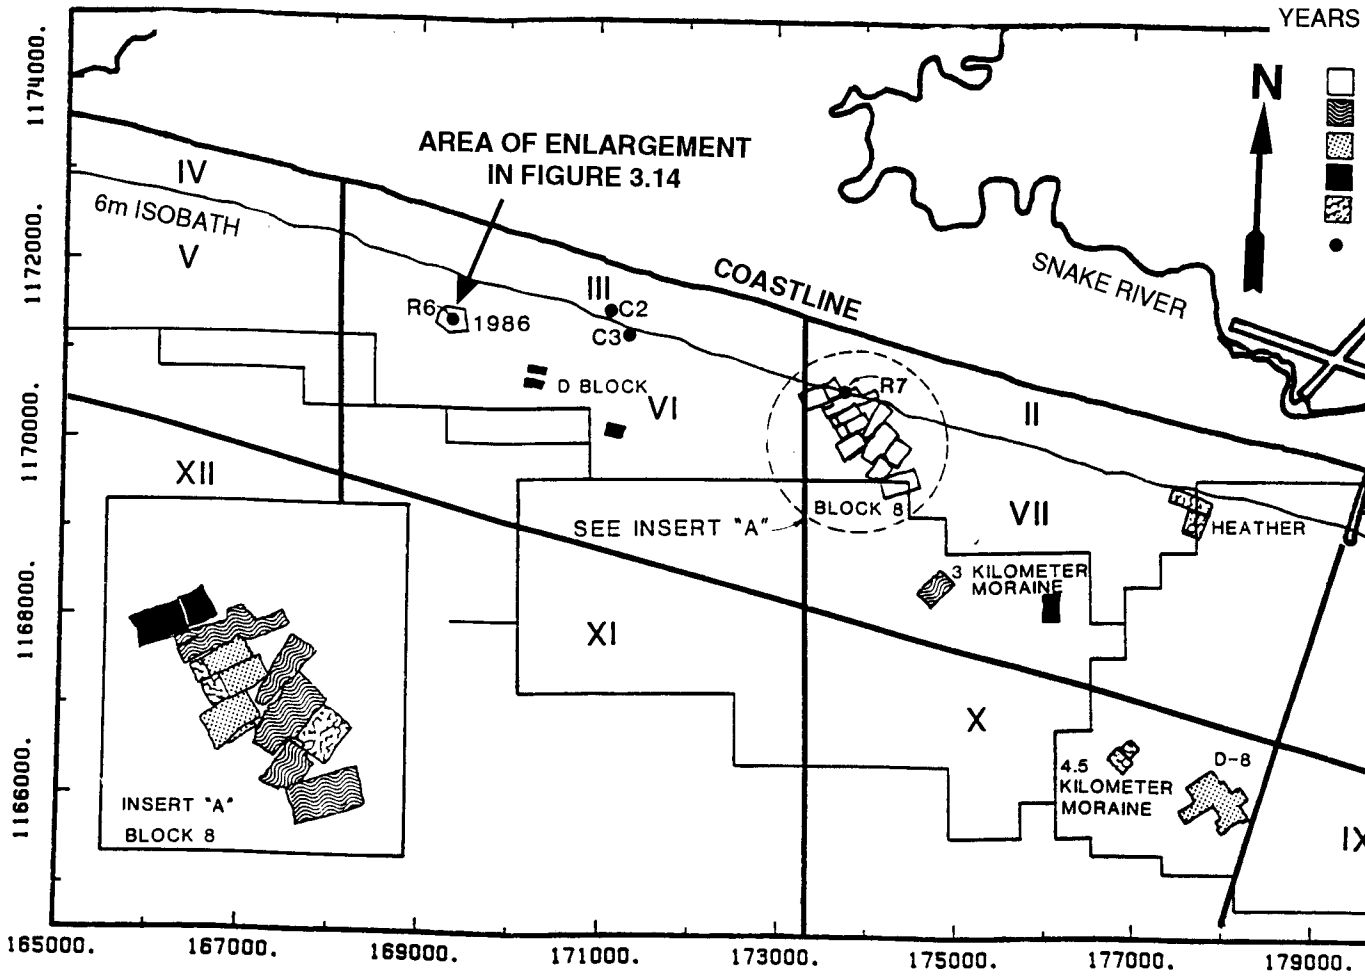 YEARS
1174000.
N
AREA OF ENLARGEMENT
IN FIGURE 3.14
IV
6m ISOBATH
V
1172000.
SNAKE RIVER
COASTLINE
III
R6
1986
C2
C3
D BLOCK
VI
R7
II
1170000.
XII
SEE INSERT "A"
BLOCK 8
VII
HEATHER
3 KILOMETER
MORAINE
1168000.
XI
X
4.5
KILOMETER
MORAINE
D-8
1166000.
INSERT "A"
BLOCK 8
IX
165000.
167000.
169000.
171000.
173000.
175000.
177000.
179000.